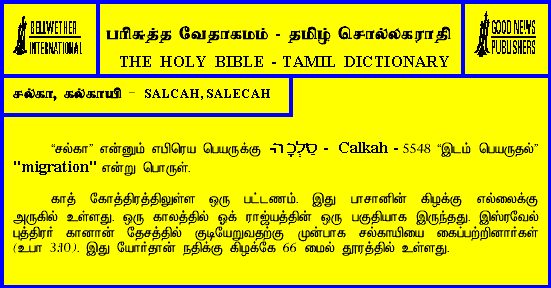 BELLWETHER
INTERNATIONAL
பரிசுத்த வேதாகமம் - தமிழ் சொல்லகராதி
THE HOLY BIBLE - TAMIL DICTIONARY
GOOD NEWS
PUBLISHERS
சல்கா, கல்காயி - SALCAH, SALECAH
“சல்கா” என்னும் எபிரெய பெயருக்கு סַלְכָה - Calkah - 5548 “இடம் பெயருதல்”
"migration" என்று பொருள்.
காத் கோத்திரத்திலுள்ள ஒரு பட்டணம். இது பாசானின் கிழக்கு எல்லைக்கு
அருகில் உள்ளது. ஒரு காலத்தில் ஓக் ராஜ்யத்தின் ஒரு பகுதியாக இருந்தது. இஸ்ரவேல்
புத்திரர் கானான் தேசத்தில் குடியேறுவதற்கு முன்பாக சல்காயியை கைப்பற்றினார்கள்
(உபா 3:10). இது யோர்தான் நதிக்கு கிழக்கே 66 மைல் தூரத்தில் உள்ளது.